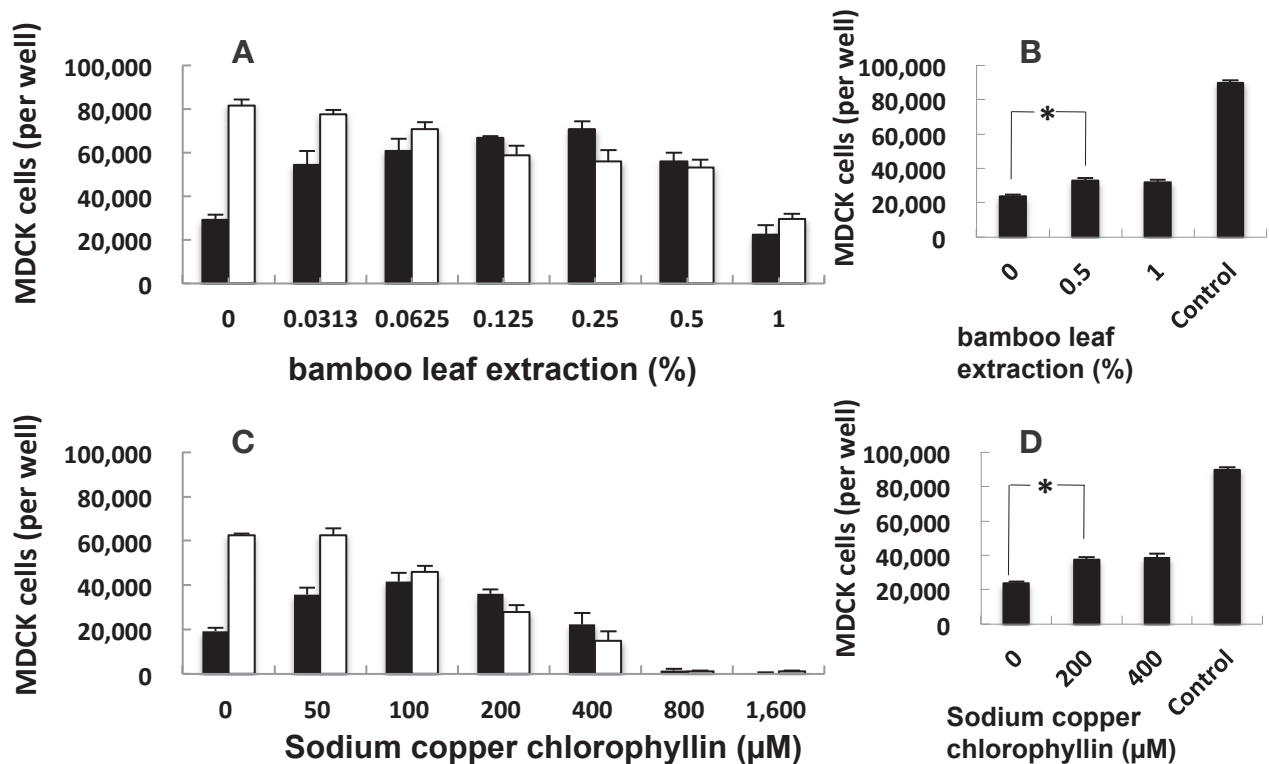 A
MDCK cells (per well)
100,000
80,000
60,000
40,000
20,000
0
0 0.0313 0.0625 0.125 0.25 0.5 1
bamboo leaf extraction (%)
B
MDCK cells (per well)
100,000
80,000
60,000
40,000
20,000
0
*
0 0.5 1 Control
bamboo leaf
extraction (%)
C
MDCK cells (per well)
100,000
80,000
60,000
40,000
20,000
0
0 50 100 200 400 800 1,600
Sodium copper chlorophyllin (µM)
D
MDCK cells (per well)
100,000
80,000
60,000
40,000
20,000
0
*
0 200 400 Control
Sodium copper
chlorophyllin (µM)